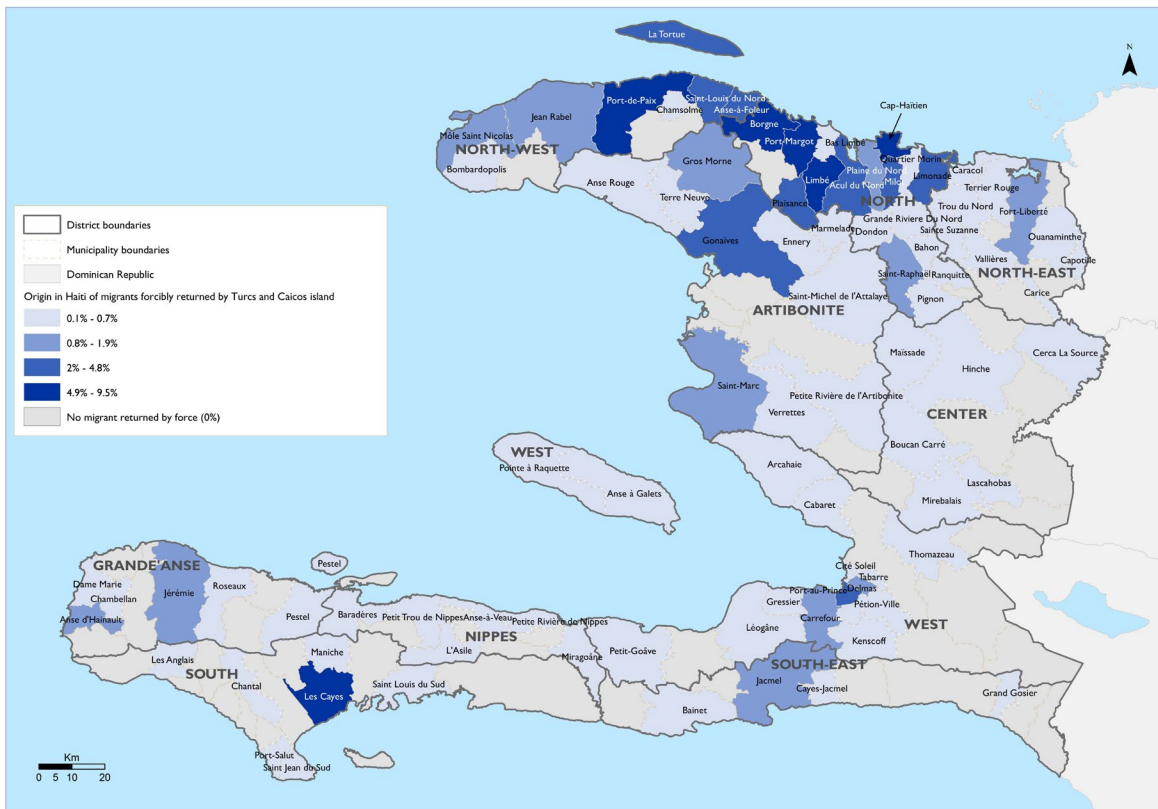 La Tortue
N
Port-de-Paix
Saint-Louis du Nord
Cap-Haïtien
Chamsolme
Anse-à-Foleur
Jean Rabel
Borgne
Môle Saint Nicolas
Port-Margot
Bas Limbé
NORTH-WEST
Quartier Morin
Gros Morne
Plaine du Nord
Limonade
Caracol
Bombardopolis
Limbé
Acul du Nord
Milo
Terrier Rouge
Anse Rouge
NORTH
Terre Neuve
Plaisance
Trou du Nord
Fort-Liberté
Grande Riviere Du Nord
Marmelade
Dondon
Sainte Suzanne
Ouanaminthe
Gonaïves
Ennery
Bahon
Vallières
Capotille
Saint-Raphaël
Ranquitte
NORTH-EAST
Saint-Michel de l'Attalaye
Pignon
Carice
ARTIBONITE
Maïssade
Cerca La Source
Hinche
Saint-Marc
Petite Rivière de l'Artibonite
Verrettes
CENTER
Boucan Carré
WEST
Pointe à Raquette
Arcahaie
Lascahobas
Anse à Galets
Cabaret
Mirebalais
Thomazeau
GRANDE'ANSE
Pestel
Cité Soleil
Tabarre
Dame Marie
Roseaux
Port-au-Prince
Delmas
Chambellan
Jérémie
Gressier
Pétion-Ville
Anse d'Hainault
Pestel
Baradères
Petit Trou de Nippes
Anse-à-Veau
Petite Rivière de Nippes
Carrefour
WEST
NIPPES
Léogâne
Kenscoff
Les Anglais
Maniche
L'Asile
Miragoâne
Petit-Goâve
SOUTH-EAST
SOUTH
Chantal
Les Cayes
Saint Louis du Sud
Jacmel
Cayes-Jacmel
Grand Gosier
Bainet
Port-Salut
Saint Jean du Sud
District boundaries
Municipality boundaries
Dominican Republic
Origin in Haiti of migrants forcibly returned by Turcs and Caicos island
0.1% - 0.7%
0.8% - 1.9%
2% - 4.8%
4.9% - 9.5%
No migrant returned by force (0%)
Km
0 5 10 20